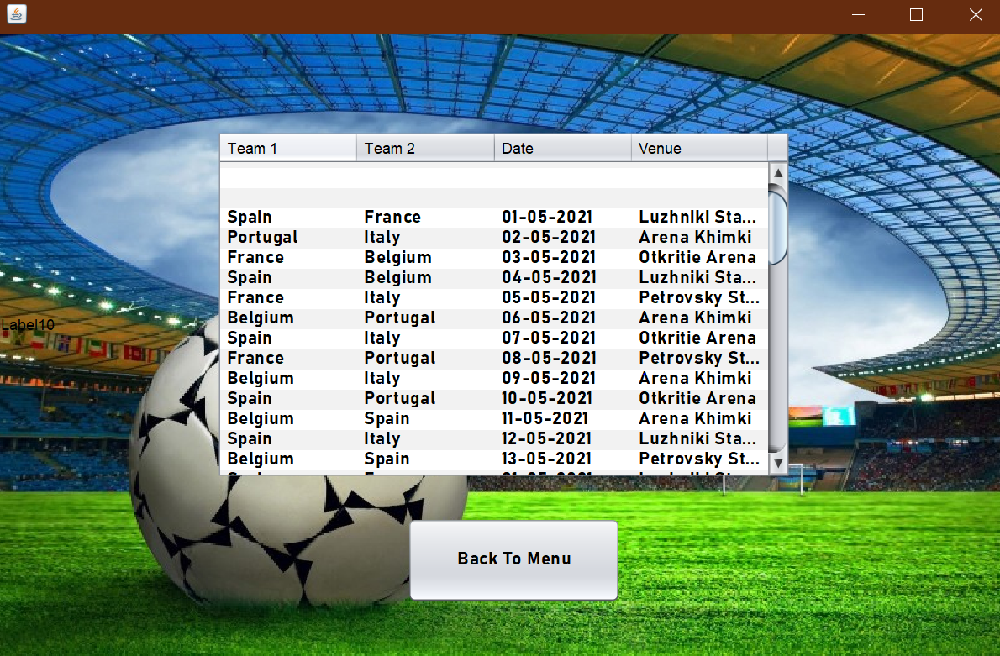 Team 1 Team 2 Date Venue
Spain France 01-05-2021 Luzhniki Sta...
Portugal Italy 02-05-2021 Arena Khimki
France Belgium 03-05-2021 Otkritie Arena
Spain Belgium 04-05-2021 Luzhniki Sta...
France Italy 05-05-2021 Petrovsky St...
Belgium Portugal 06-05-2021 Arena Khimki
Label10
Spain Italy 07-05-2021 Otkritie Arena
France Portugal 08-05-2021 Petrovsky St...
Belgium Italy 09-05-2021 Arena Khimki
Spain Portugal 10-05-2021 Otkritie Arena
Belgium Spain 11-05-2021 Arena Khimki
Spain Italy 12-05-2021 Luzhniki Sta...
Belgium Spain 13-05-2021 Petrovsky St...
Back To Menu